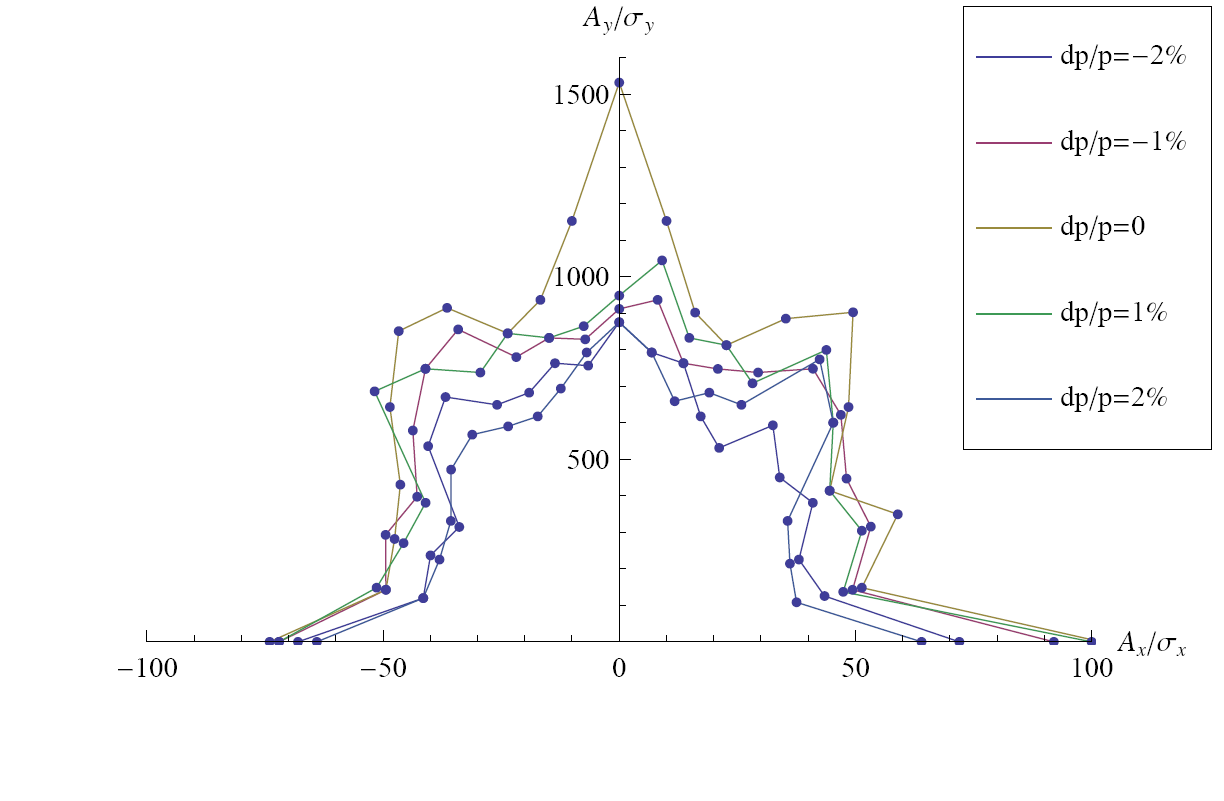 A_y/σ_y
1500
1000
500
−100 −50 0 50 100
A_x/σ_x
dp/p=−2%
dp/p=−1%
dp/p=0
dp/p=1%
dp/p=2%